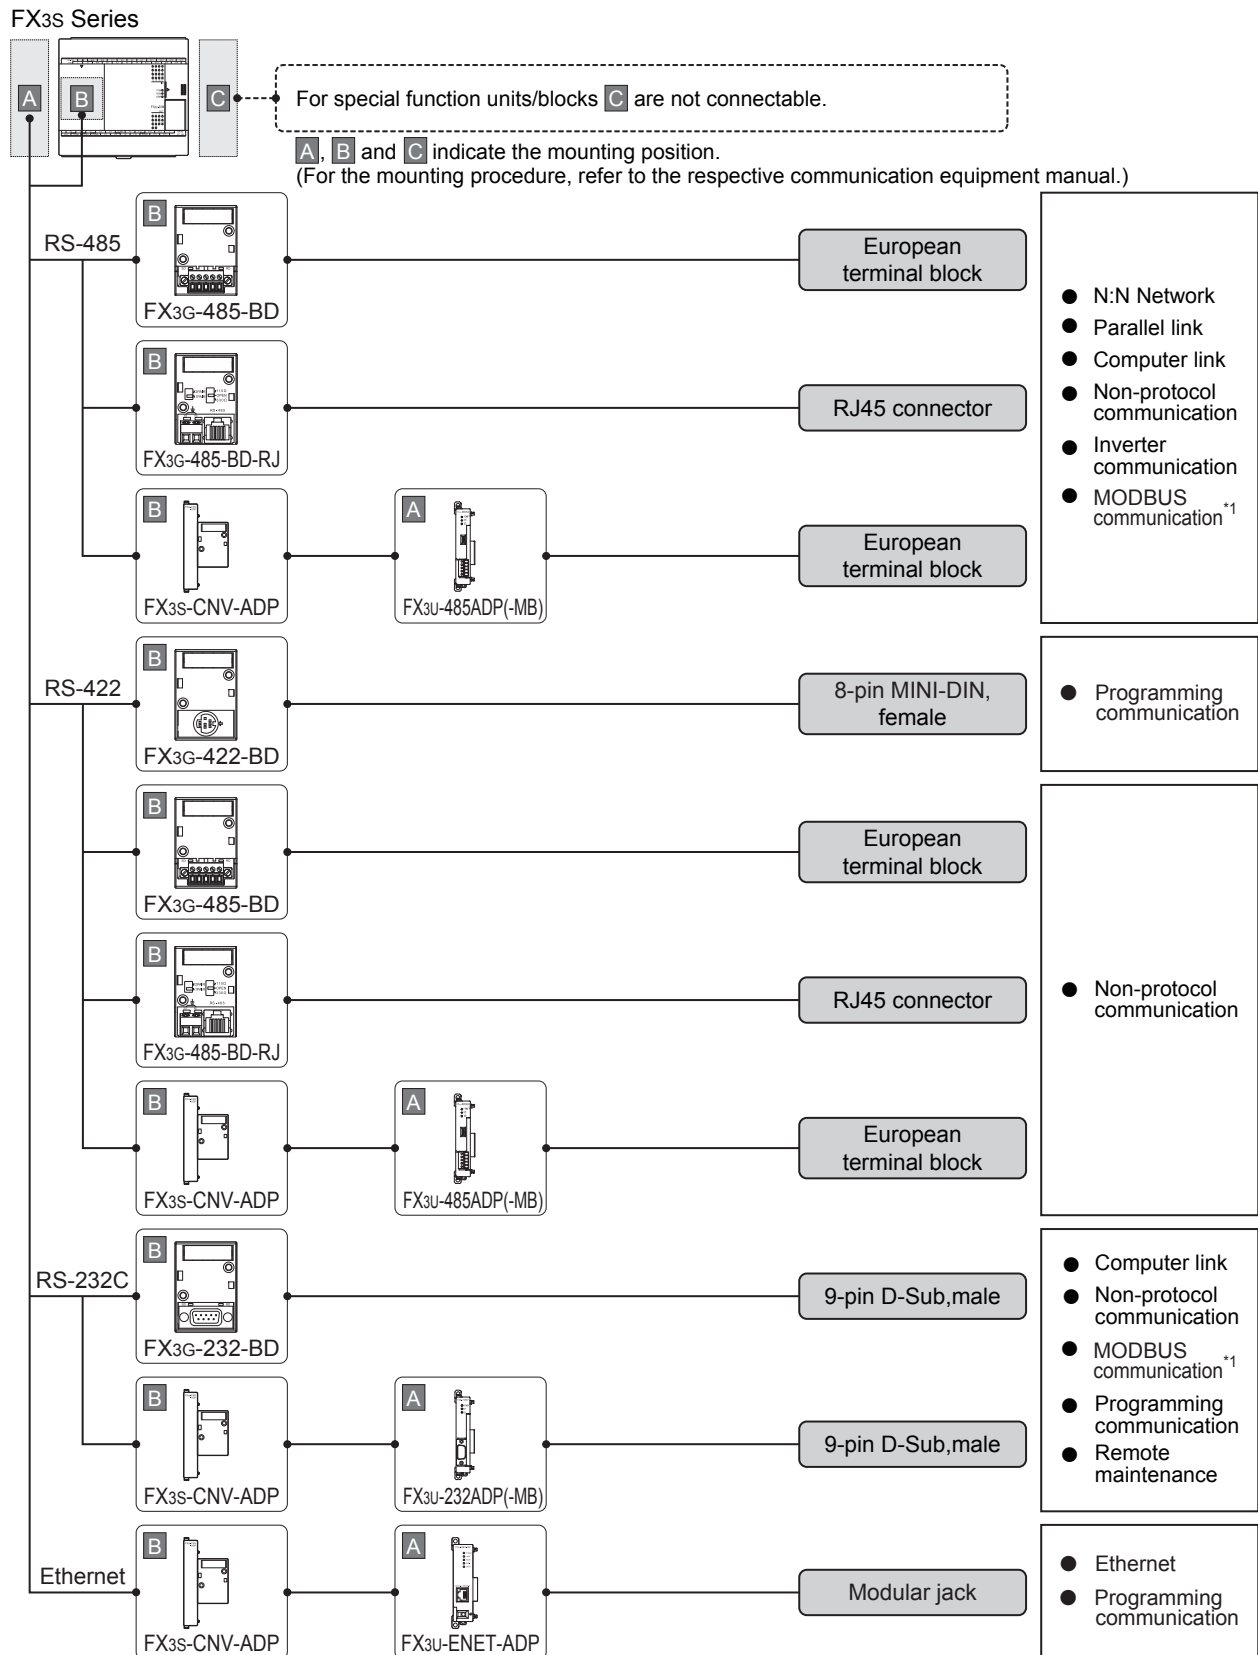 FX3S Series
A
B
C
For special function units/blocks C are not connectable.
A, B and C indicate the mounting position.
(For the mounting procedure, refer to the respective communication equipment manual.)
RS-485
B
FX3G-485-BD
European
terminal block
B
FX3G-485-BD-RJ
RJ45 connector
B
FX3S-CNV-ADP
A
FX3U-485ADP(-MB)
European
terminal block
● N:N Network
● Parallel link
● Computer link
● Non-protocol
communication
● Inverter
communication
● MODBUS
communication*1
RS-422
B
FX3G-422-BD
8-pin MINI-DIN,
female
● Programming
communication
B
FX3G-485-BD
European
terminal block
B
FX3G-485-BD-RJ
RJ45 connector
B
FX3S-CNV-ADP
A
FX3U-485ADP(-MB)
European
terminal block
● Non-protocol
communication
RS-232C
B
FX3G-232-BD
9-pin D-Sub,male
B
FX3S-CNV-ADP
A
FX3U-232ADP(-MB)
9-pin D-Sub,male
● Computer link
● Non-protocol
communication
● MODBUS
communication*1
● Programming
communication
● Remote
maintenance
Ethernet
B
FX3S-CNV-ADP
A
FX3U-ENET-ADP
Modular jack
● Ethernet
● Programming
communication